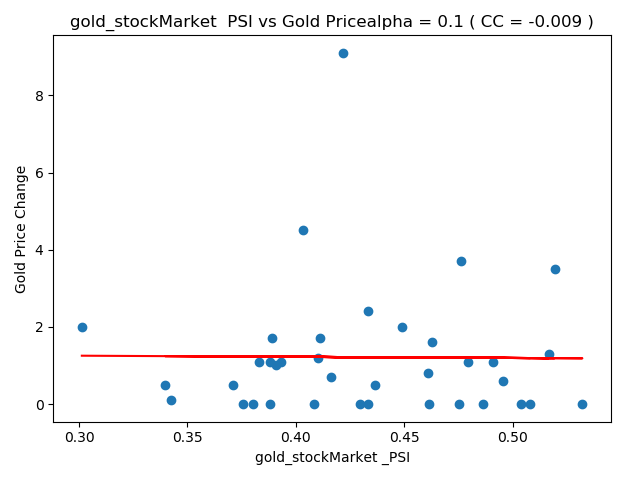 gold_stockMarket  PSI vs Gold Pricealpha = 0.1 ( CC = -0.009 )
8
6
4
2
0
Gold Price Change
0.30 0.35 0.40 0.45 0.50
gold_stockMarket _PSI